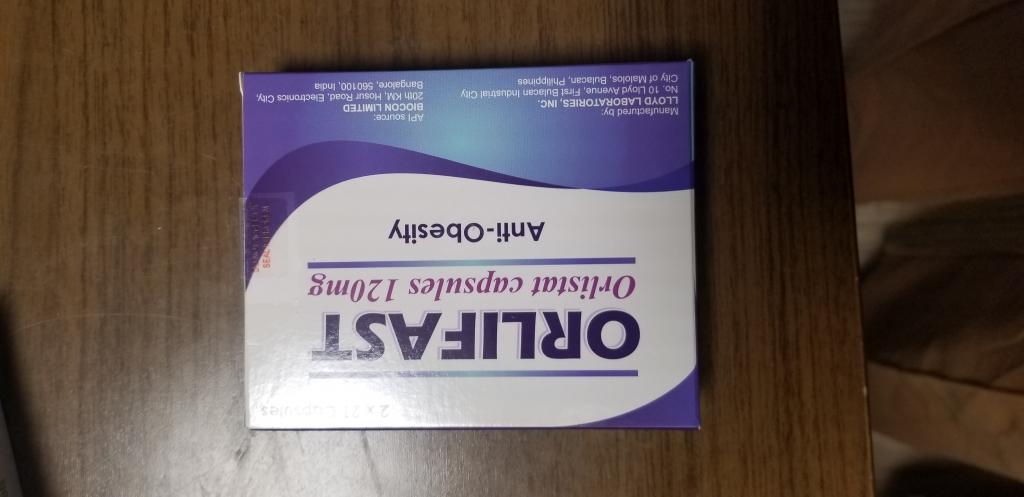 2 x 21 Capsules
ORLIFAST
Orlistat capsules 120mg
Anti-Obesity
Manufactured by:
LLOYD LABORATORIES, INC.
No. 10 Lloyd Avenue, First Bulacan Industrial City
City of Malolos, Bulacan, Philippines
API source:
BIOCON LIMITED
20th KM, Hosur Road, Electronics City,
Bangalore, 560100, India